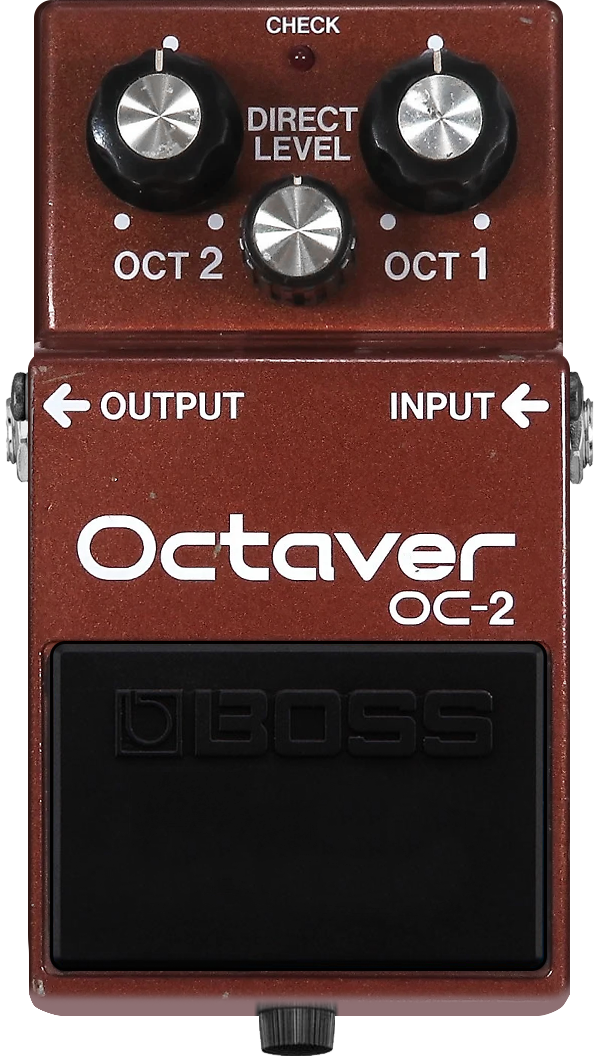 CHECK
DIRECT
LEVEL
OCT 2
OCT 1
OUTPUT
INPUT
Octaver
OC-2
BOSS